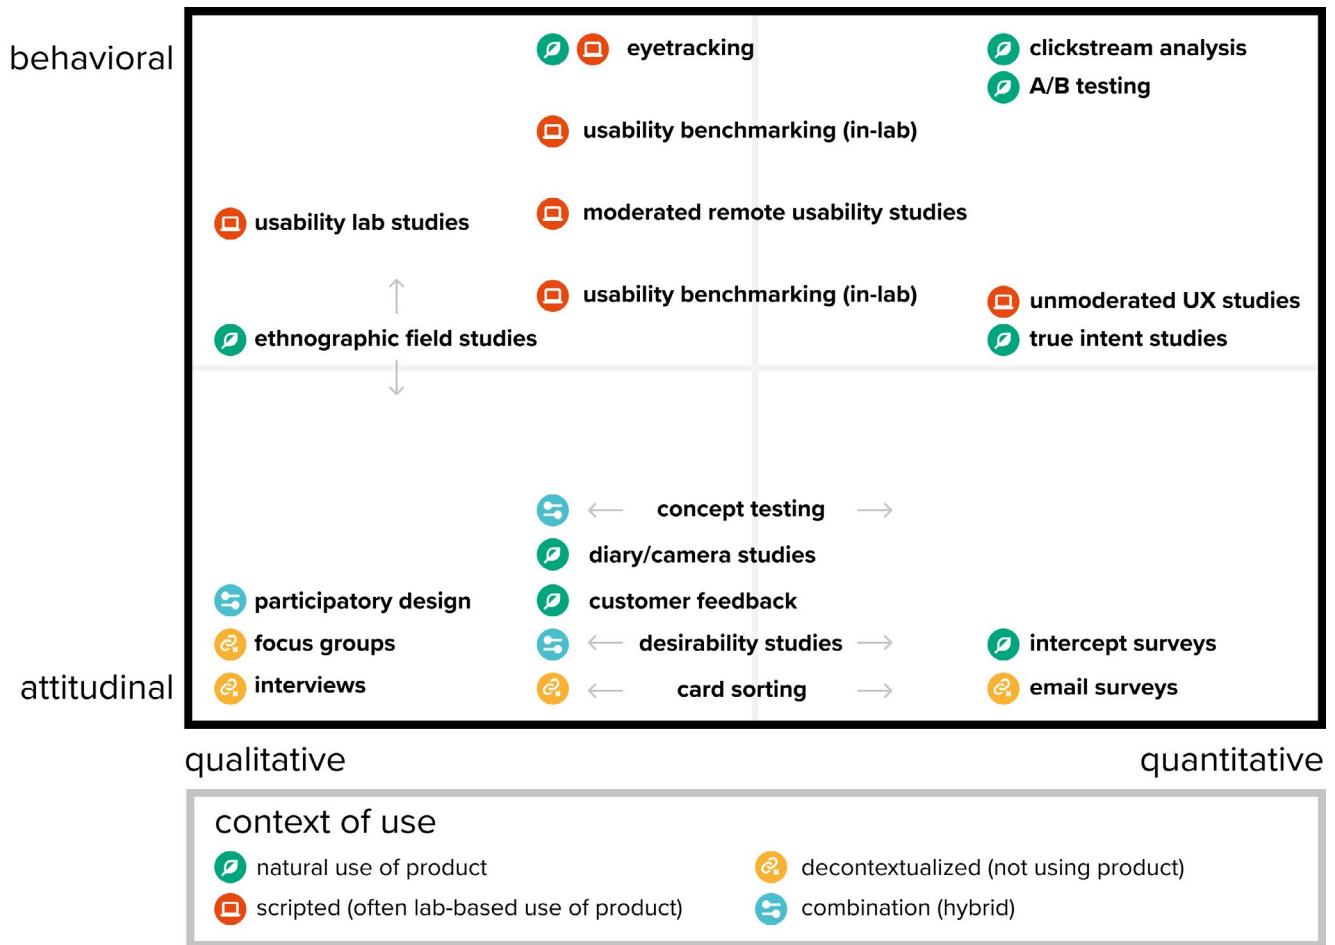 behavioral
eyetracking
clickstream analysis
A/B testing
usability benchmarking (in-lab)
usability lab studies
moderated remote usability studies
usability benchmarking (in-lab)
unmoderated UX studies
ethnographic field studies
true intent studies
concept testing
diary/camera studies
participatory design
customer feedback
focus groups
desirability studies
intercept surveys
attitudinal
interviews
card sorting
email surveys
qualitative
quantitative
context of use
natural use of product
decontextualized (not using product)
scripted (often lab-based use of product)
combination (hybrid)